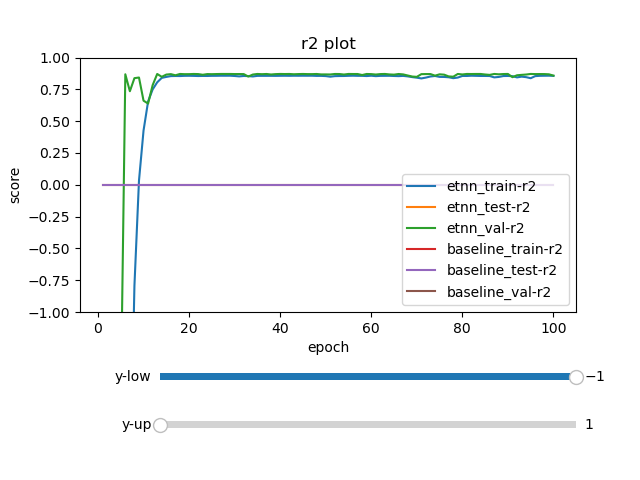 r2 plot
1.00
0.75
0.50
0.25
0.00
−0.25
−0.50
−0.75
−1.00
score
etnn_train-r2
etnn_test-r2
etnn_val-r2
baseline_train-r2
baseline_test-r2
baseline_val-r2
0 20 40 60 80 100
epoch
y-low −1
y-up 1